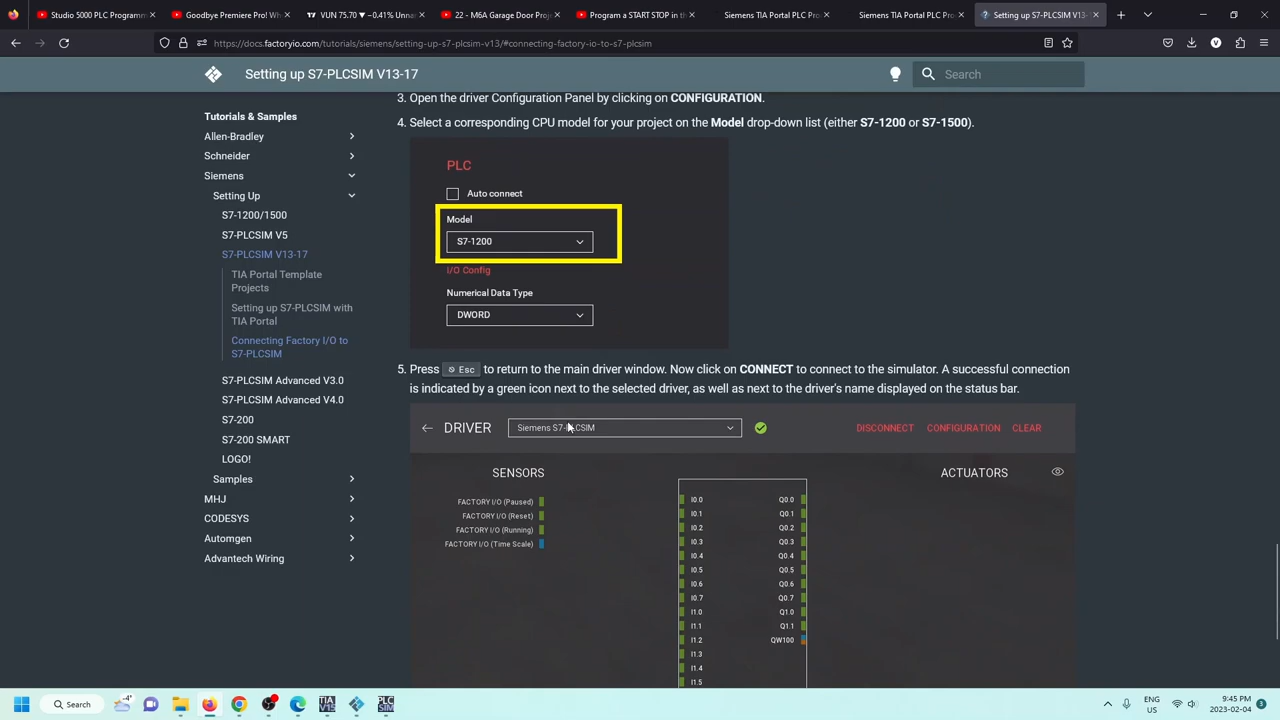 Studio 5000 PLC Programm
Goodbye Premiere Pro! Wh
VUN 75.70 ▼ −0.41% Unna
22 - M6A Garage Door Proj
Program a START STOP in th
Siemens TIA Portal PLC Pro
Siemens TIA Portal PLC Pro
Setting up S7-PLCSIM V13-
https://docs.factoryio.com/tutorials/siemens/setting-up-s7-plcsim-v13/#connecting-factory-io-to-s7-plcsim
Setting up S7-PLCSIM V13-17
Search
Tutorials & Samples
Allen-Bradley
Schneider
Siemens
Setting Up
S7-1200/1500
S7-PLCSIM V5
S7-PLCSIM V13-17
TIA Portal Template
Projects
Setting up S7-PLCSIM with
TIA Portal
Connecting Factory I/O to
S7-PLCSIM
S7-PLCSIM Advanced V3.0
S7-PLCSIM Advanced V4.0
S7-200
S7-200 SMART
LOGO!
Samples
MHJ
CODESYS
Automgen
Advantech Wiring
3. Open the driver Configuration Panel by clicking on CONFIGURATION.
4. Select a corresponding CPU model for your project on the Model drop-down list (either S7-1200 or S7-1500).
PLC
Auto connect
Model
S7-1200
I/O Config
Numerical Data Type
DWORD
5. Press Esc to return to the main driver window. Now click on CONNECT to connect to the simulator. A successful connection
is indicated by a green icon next to the selected driver, as well as next to the driver's name displayed on the status bar.
DRIVER
Siemens S7-PLCSIM
DISCONNECT
CONFIGURATION
CLEAR
SENSORS
ACTUATORS
FACTORY I/O (Paused)
FACTORY I/O (Reset)
FACTORY I/O (Running)
FACTORY I/O (Time Scale)
I0.0 Q0.0
I0.1 Q0.1
I0.2 Q0.2
I0.3 Q0.3
I0.4 Q0.4
I0.5 Q0.5
I0.6 Q0.6
I0.7 Q0.7
I1.0 Q1.0
I1.1 Q1.1
I1.2 QW100
I1.3
I1.4
I1.5
Search
-4°
TIA
V15
PLC
SIM
ENG
US
9:45 PM
2023-02-04
3